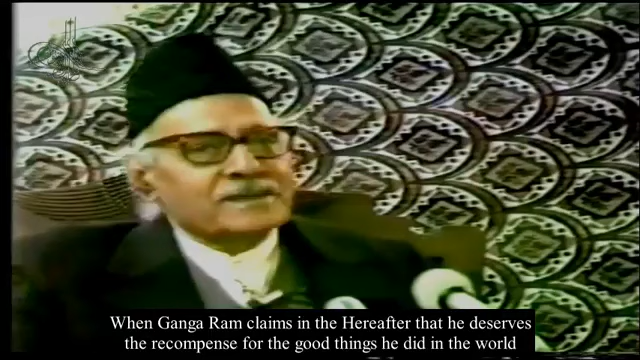 When Ganga Ram claims in the Hereafter that he deserves
the recompense for the good things he did in the world